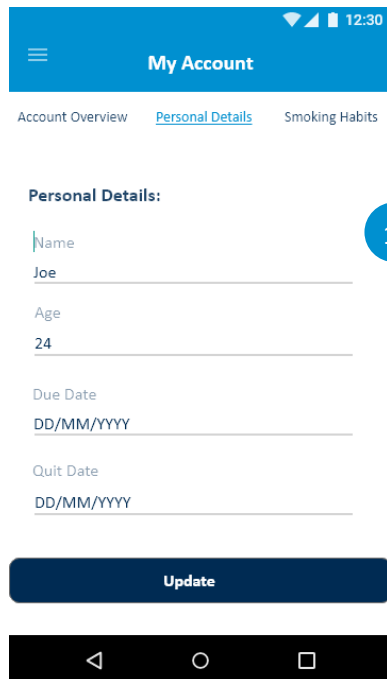 12:30
My Account
Account Overview Personal Details Smoking Habits
Personal Details:
Name
Joe
Age
24
Due Date
DD/MM/YYYY
Quit Date
DD/MM/YYYY
Update